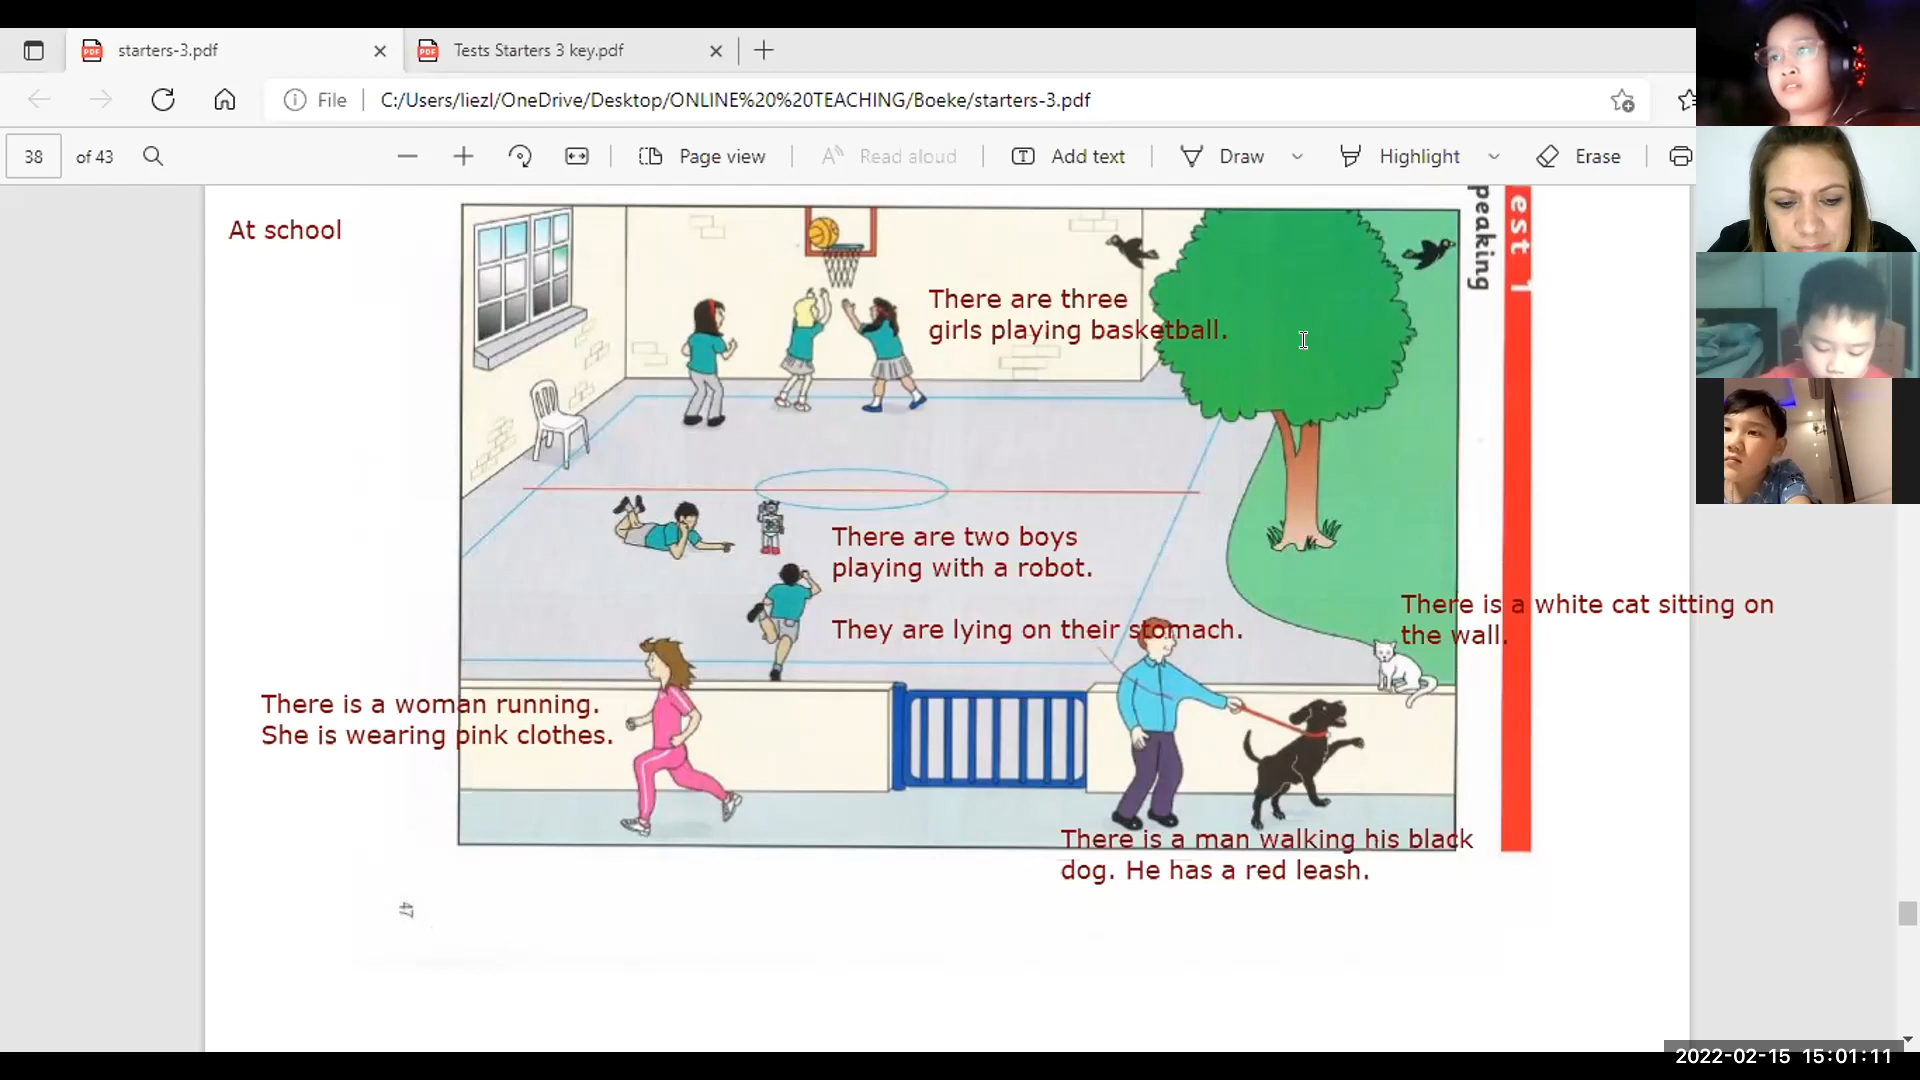 starters-3.pdf
Tests Starters 3 key.pdf
File
C:/Users/liezl/OneDrive/Desktop/ONLINE%20%20TEACHING/Boeke/starters-3.pdf
38
of 43
Page view
Read aloud
Add text
Draw
Highlight
Erase
At school
est 1
peaking
There are three
girls playing basketball.
There are two boys
playing with a robot.
They are lying on their stomach.
There is a white cat sitting on
the wall.
There is a woman running.
She is wearing pink clothes.
There is a man walking his black
dog. He has a red leash.
47
2022-02-15 15:01:11